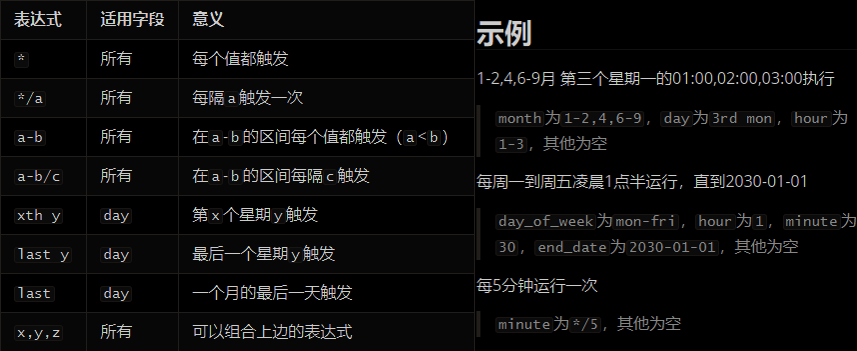 表达式 适用字段 意义
* 所有 每个值都触发
*/a 所有 每隔a触发一次
a-b 所有 在a-b的区间每个值都触发（a<b）
a-b/c 所有 在a-b的区间每隔c触发
xth y day 第x个星期y触发
last y day 最后一个星期y触发
last day 一个月的最后一天触发
x,y,z 所有 可以组合上边的表达式
示例
1-2,4,6-9月 第三个星期一的01:00,02:00,03:00执行
month为1-2,4,6-9，day为3rd mon，hour为
1-3，其他为空
每周一到周五凌晨1点半运行，直到2030-01-01
day_of_week为mon-fri，hour为1，minute为
30，end_date为2030-01-01，其他为空
每5分钟运行一次
minute为*/5，其他为空